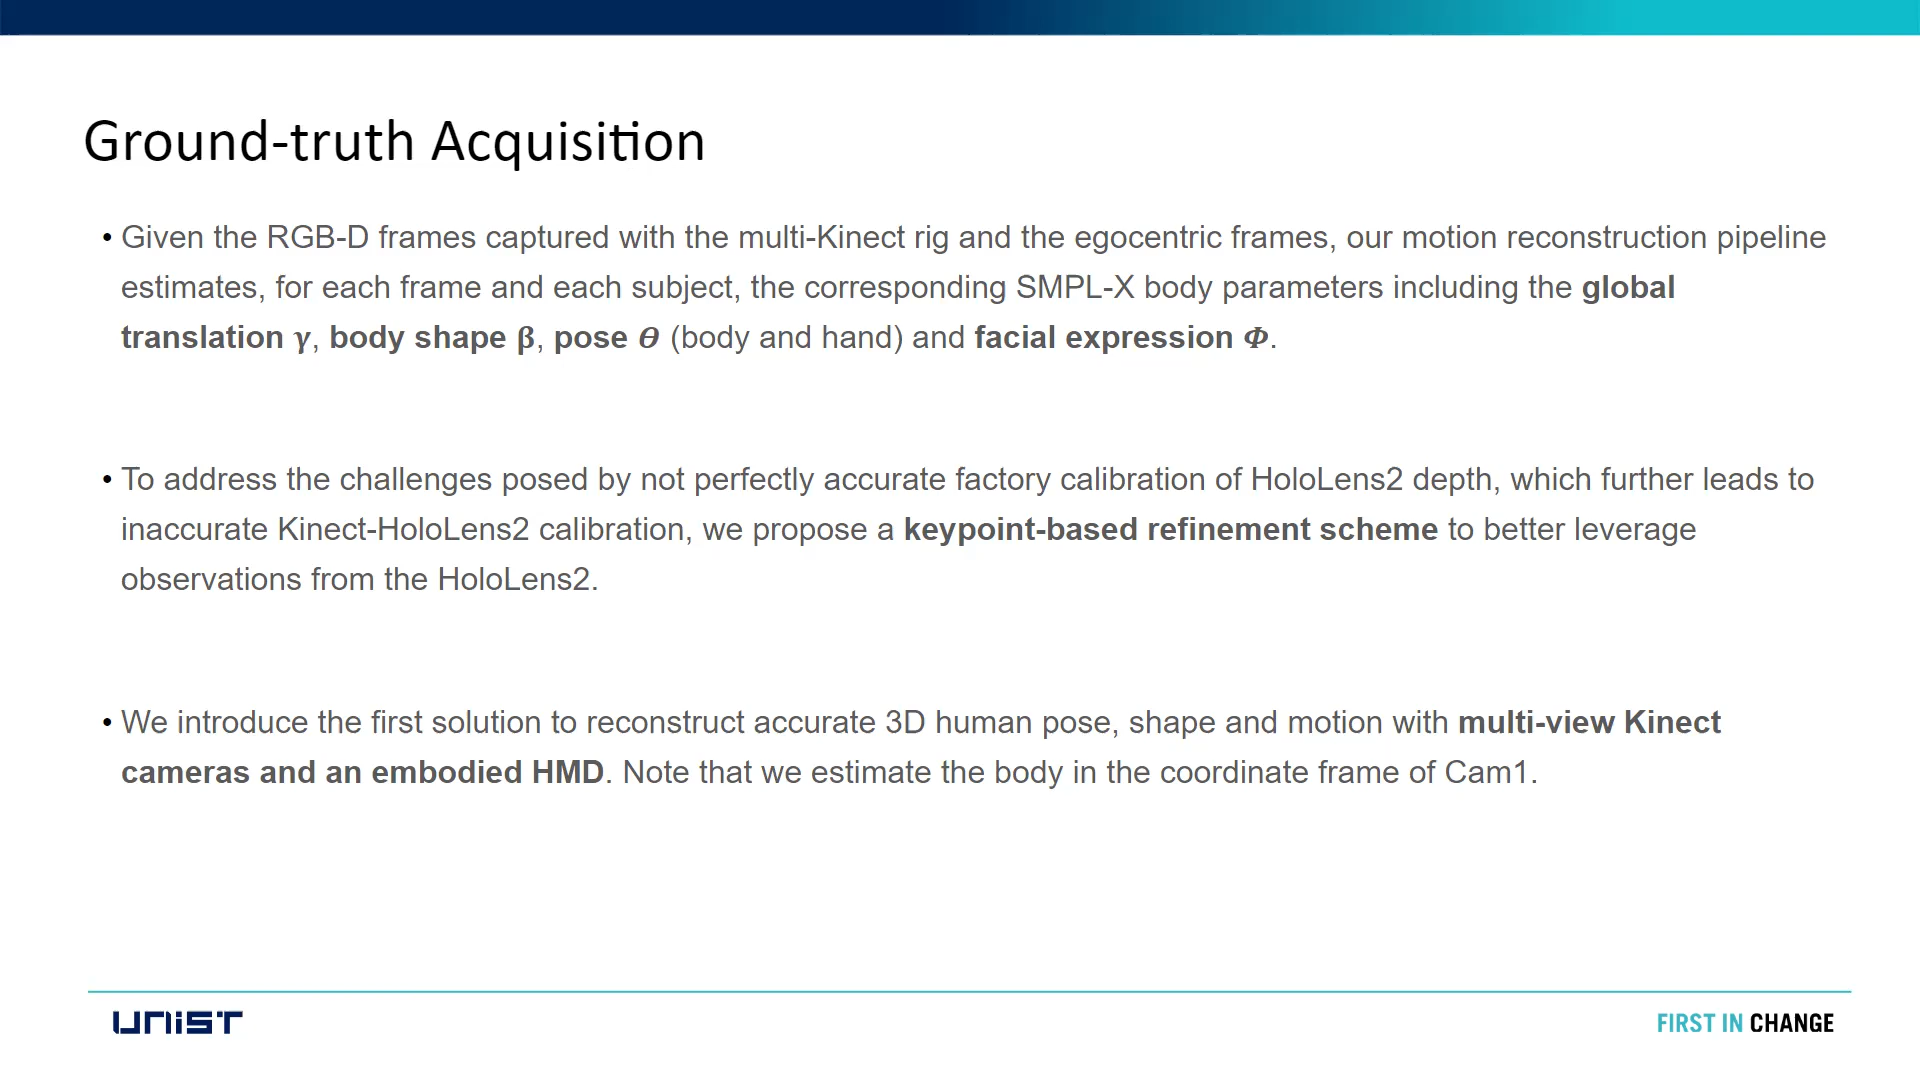 Ground-truth Acquisition
• Given the RGB-D frames captured with the multi-Kinect rig and the egocentric frames, our motion reconstruction pipeline
estimates, for each frame and each subject, the corresponding SMPL-X body parameters including the global
translation γ, body shape β, pose θ (body and hand) and facial expression Φ.
• To address the challenges posed by not perfectly accurate factory calibration of HoloLens2 depth, which further leads to
inaccurate Kinect-HoloLens2 calibration, we propose a keypoint-based refinement scheme to better leverage
observations from the HoloLens2.
• We introduce the first solution to reconstruct accurate 3D human pose, shape and motion with multi-view Kinect
cameras and an embodied HMD. Note that we estimate the body in the coordinate frame of Cam1.
UNIST
FIRST IN CHANGE